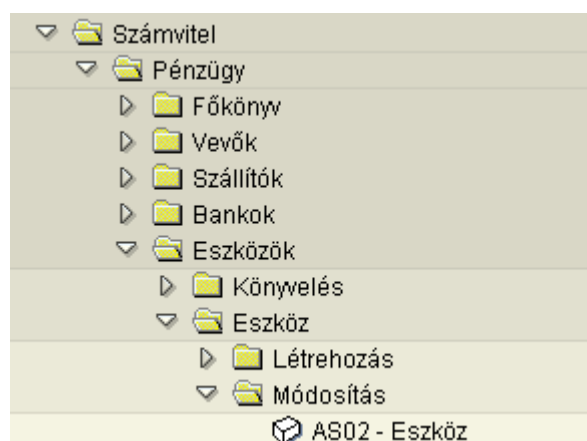 Számvitel
Pénzügy
Főkönyv
Vevők
Szállítók
Bankok
Eszközök
Könyvelés
Eszköz
Létrehozás
Módosítás
AS02 - Eszköz